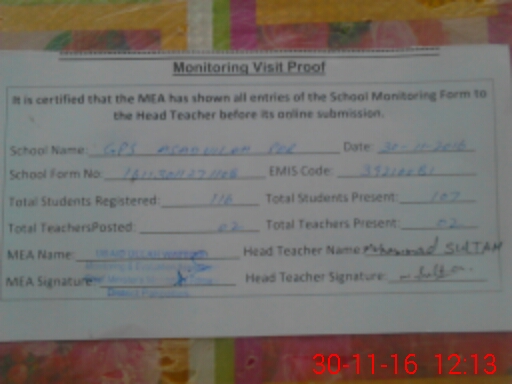 Monitoring Visit Proof
It is certified that the MEA has shown all entries of the School Monitoring Form to
the Head Teacher before its online submission.
School Name: GPS Date: 30-11-2016
School Form No: EMIS Code:
Total Students Registered: 116 Total Students Present: 107
Total TeachersPosted: 02 Total Teachers Present: 02
MEA Name: Head Teacher Name: Mohammad SULTAN
MEA Signature: Head Teacher Signature:
30-11-16 12:13